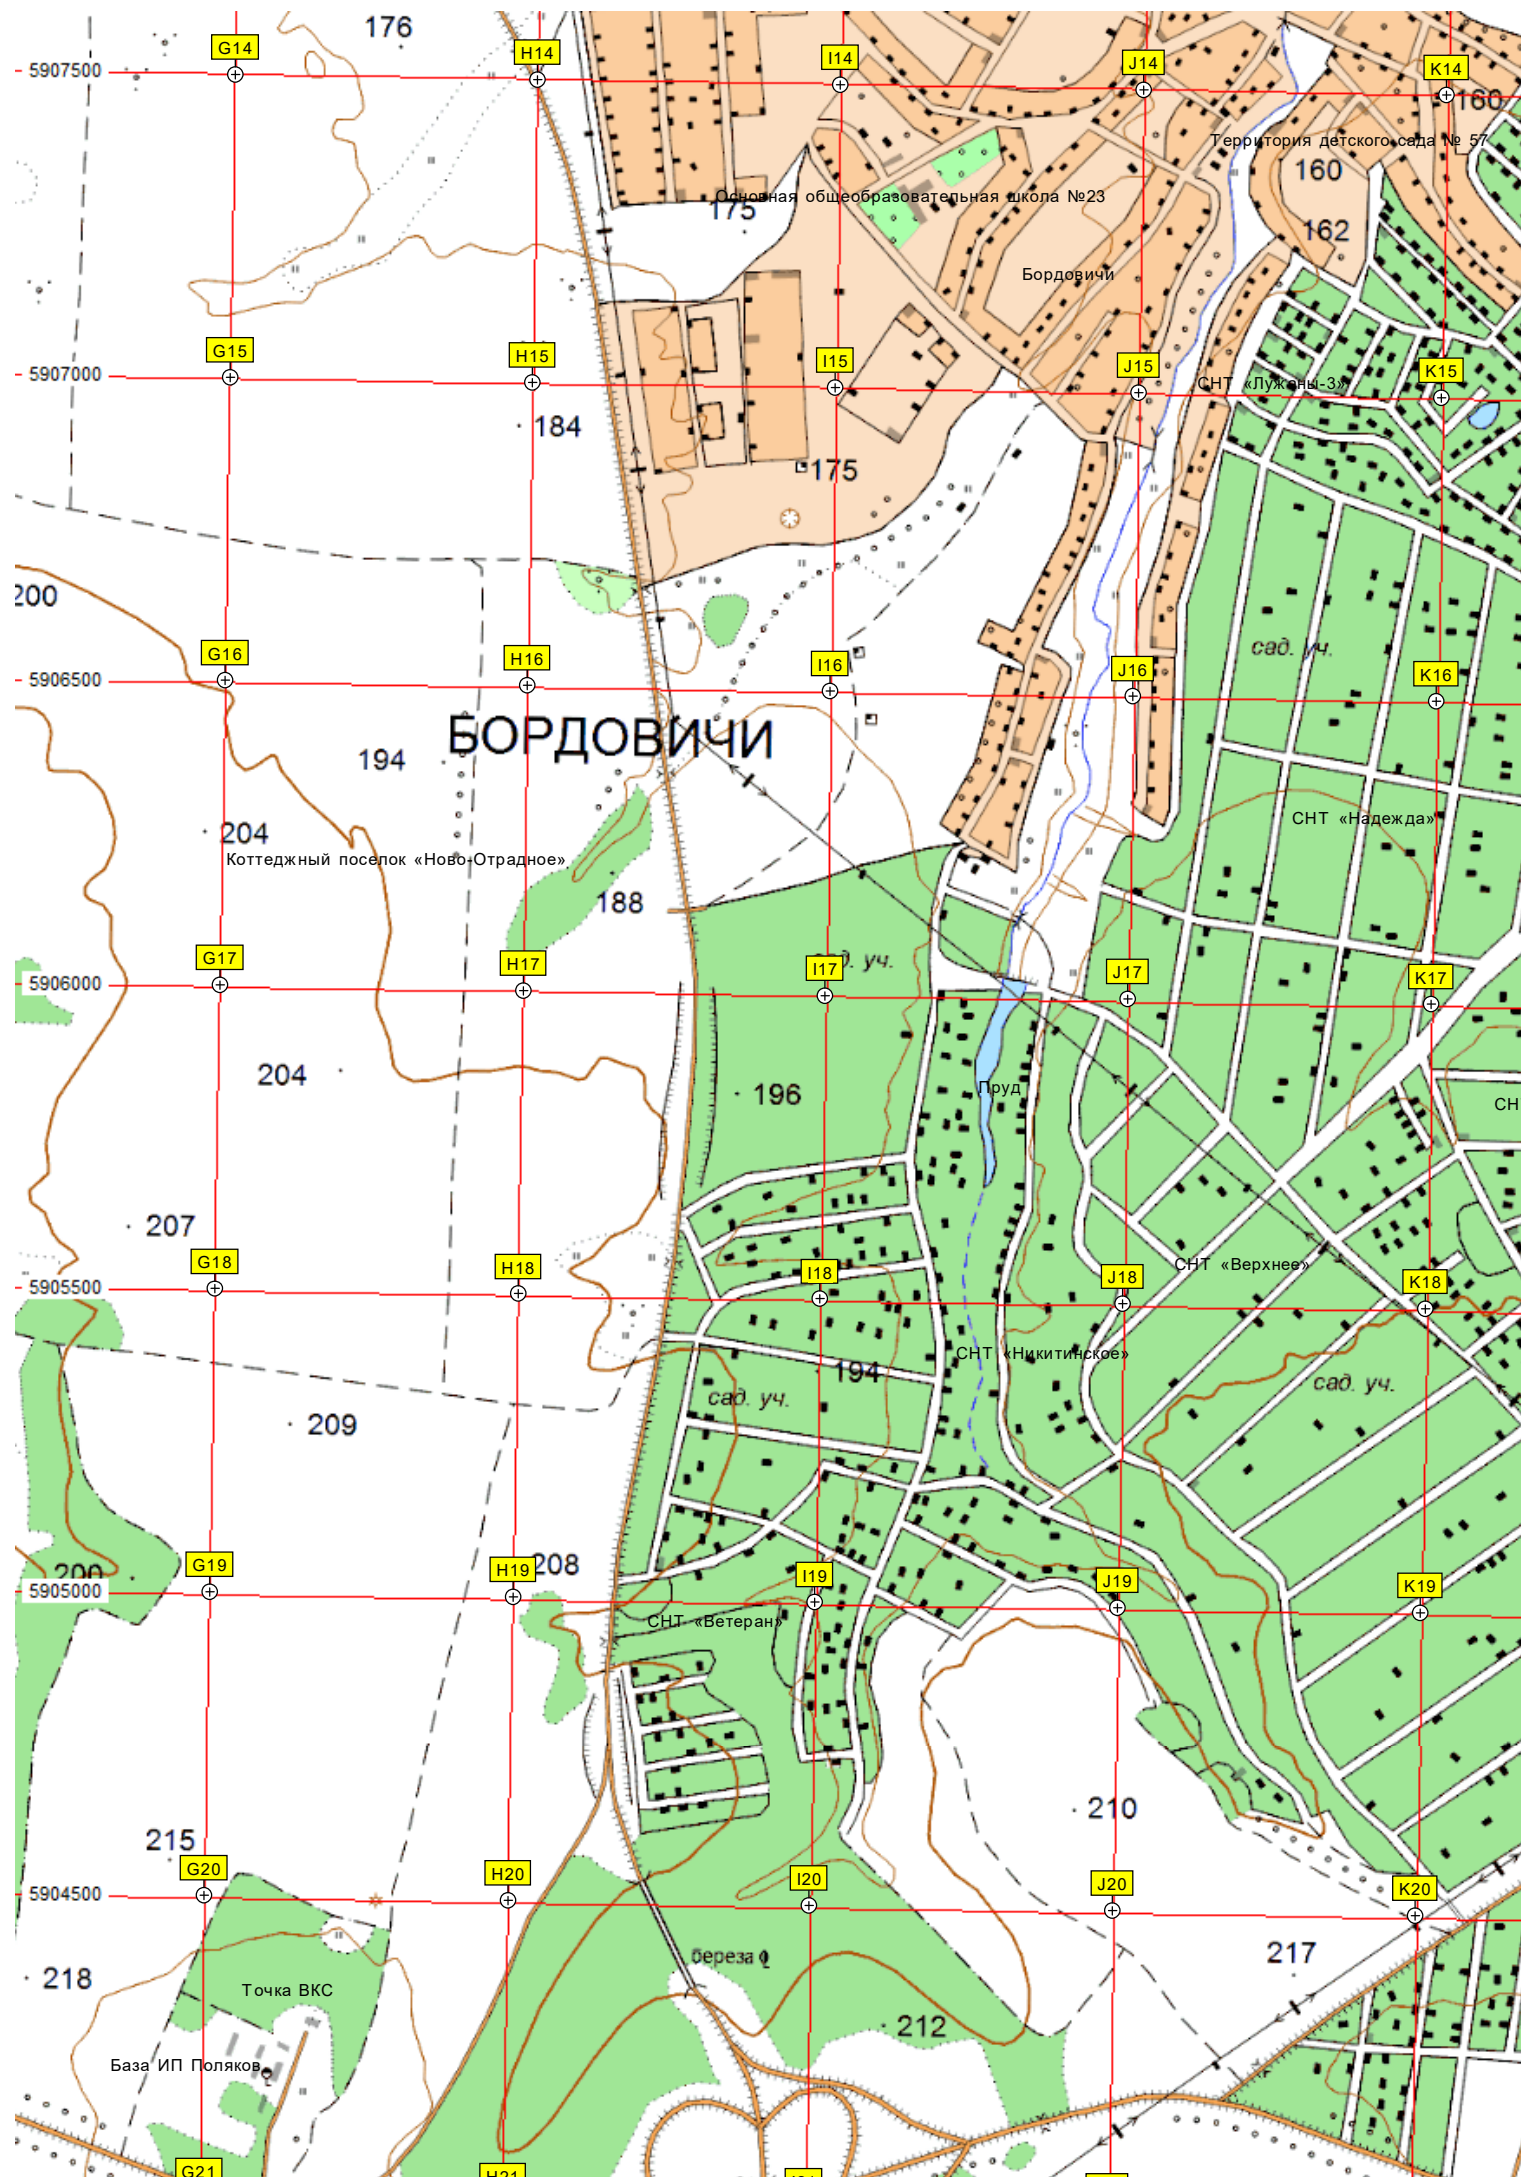 176
G14
H14
I14
J14
K14
5907500
160
Территория детского сада № 57
160
Основная общеобразовательная школа №23
175
162
Бордовичи
G15
H15
I15
J15
K15
5907000
СНТ «Лужаны-3»
184
175
200
сад. уч.
G16
H16
I16
J16
K16
5906500
БОРДОВИЧИ
194
204
СНТ «Надежда»
Коттеджный поселок «Ново-Отрадное»
188
сад. уч.
G17
H17
I17
J17
K17
5906000
204
196
Пруд
СН
207
G18
H18
I18
J18
K18
СНТ «Верхнее»
5905500
СНТ «Никитинское»
194
сад. уч.
сад. уч.
209
200
208
G19
H19
I19
J19
K19
5905000
СНТ «Ветеран»
210
215
G20
H20
I20
J20
K20
5904500
береза
217
218
Точка ВКС
212
База ИП Поляков
G21
H21